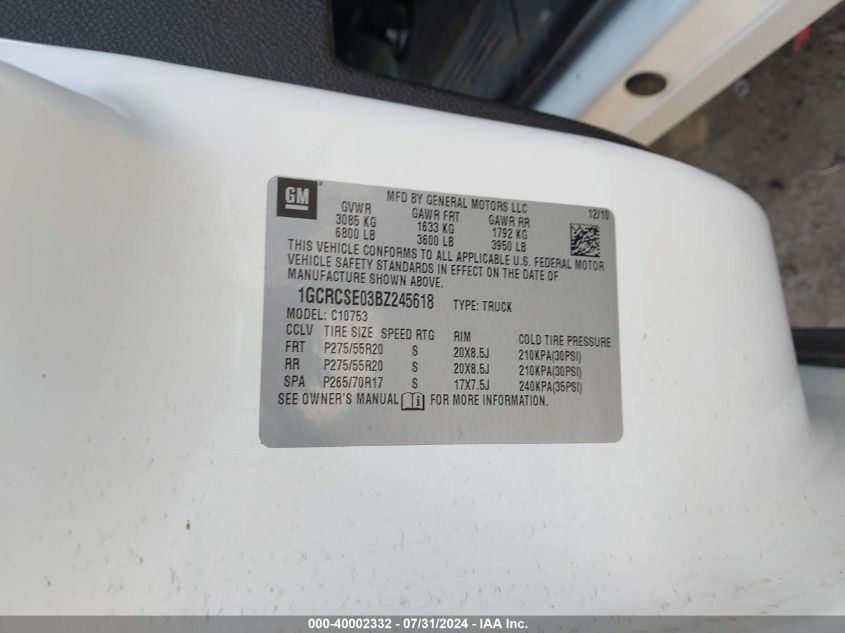 GM
MFD BY GENERAL MOTORS LLC
12/10
GVWR GAWR FRT GAWR RR
3085 KG 1633 KG 1792 KG
6800 LB 3600 LB 3950 LB
THIS VEHICLE CONFORMS TO ALL APPLICABLE U.S. FEDERAL MOTOR
VEHICLE SAFETY STANDARDS IN EFFECT ON THE DATE OF
MANUFACTURE SHOWN ABOVE.
1GCRCSE03BZ245618 TYPE: TRUCK
MODEL: C10753
CCLV TIRE SIZE SPEED RTG RIM COLD TIRE PRESSURE
FRT P275/55R20 S 20X8.5J 210KPA(30PSI)
RR P275/55R20 S 20X8.5J 210KPA(30PSI)
SPA P265/70R17 S 17X7.5J 240KPA(35PSI)
SEE OWNER'S MANUAL FOR MORE INFORMATION.
000-40002332 - 07/31/2024 - IAA Inc.